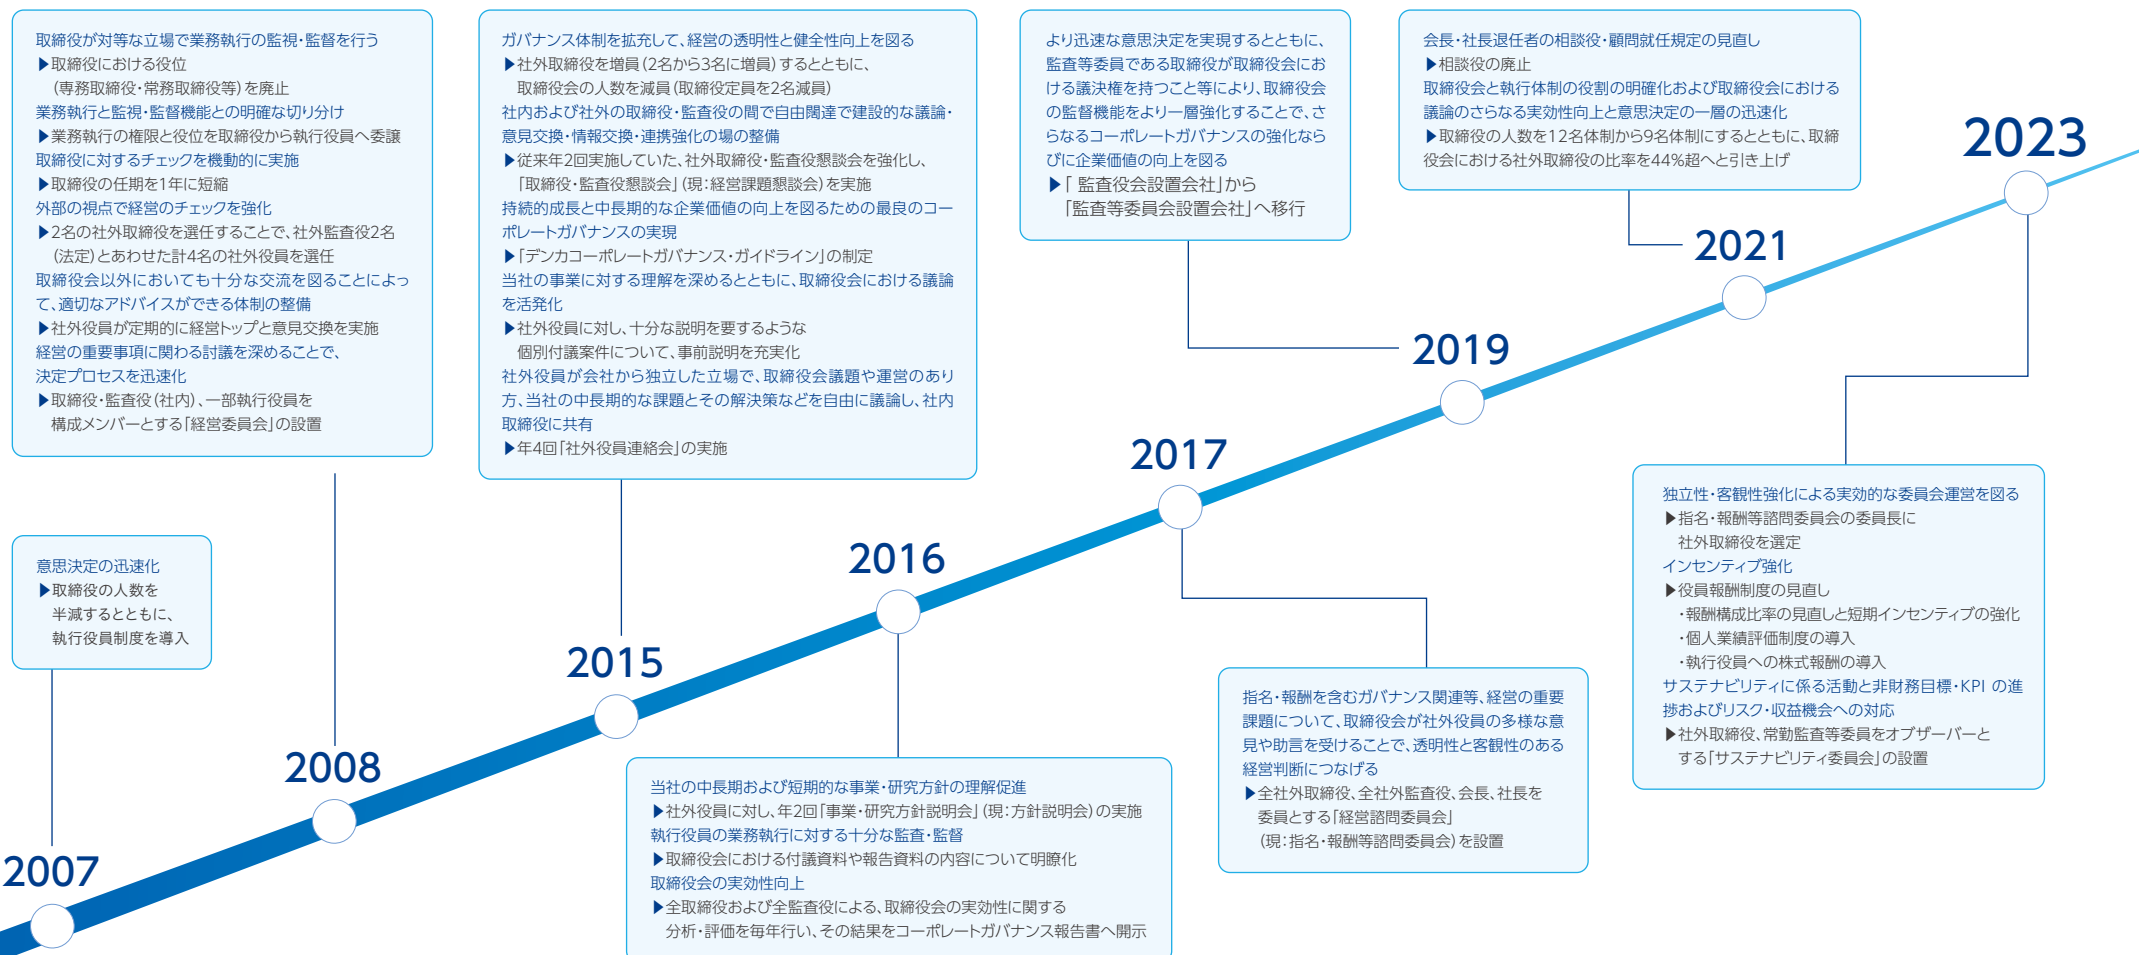 2007
意思決定の迅速化
▶取締役の人数を
半減するとともに、
執行役員制度を導入
2008
取締役が対等な立場で業務執行の監視・監督を行う
▶取締役における役位
(専務取締役・常務取締役等)を廃止
業務執行と監視・監督機能との明確な切り分け
▶業務執行の権限と役位を取締役から執行役員へ委譲
取締役に対するチェックを機動的に実施
▶取締役の任期を1年に短縮
外部の視点で経営のチェックを強化
▶2名の社外取締役を選任することで、社外監査役2名
(法定)とあわせた計4名の社外役員を選任
取締役会以外においても十分な交流を図ることによっ
て、適切なアドバイスができる体制の整備
▶社外役員が定期的に経営トップと意見交換を実施
経営の重要事項に関わる討議を深めることで、
決定プロセスを迅速化
▶取締役・監査役(社内)、一部執行役員を
構成メンバーとする「経営委員会」の設置
2015
ガバナンス体制を拡充して、経営の透明性と健全性向上を図る
▶社外取締役を増員(2名から3名に増員)するとともに、
取締役会の人数を減員(取締役定員を2名減員)
社内および社外の取締役・監査役の間で自由闊達で建設的な議論・
意見交換・情報交換・連携強化の場の整備
▶従来年2回実施していた、社外取締役・監査役懇談会を強化し、
「取締役・監査役懇談会」(現:経営課題懇談会)を実施
持続的成長と中長期的な企業価値の向上を図るための最良のコー
ポレートガバナンスの実現
▶「デンカコーポレートガバナンス・ガイドライン」の制定
当社の事業に対する理解を深めるとともに、取締役会における議論
を活発化
▶社外役員に対し、十分な説明を要するような
個別付議案件について、事前説明を充実化
社外役員が会社から独立した立場で、取締役会議題や運営のあり
方、当社の中長期的な課題とその解決策などを自由に議論し、社内
取締役に共有
▶年4回「社外役員連絡会」の実施
2016
当社の中長期および短期的な事業・研究方針の理解促進
▶社外役員に対し、年2回「事業・研究方針説明会」(現:方針説明会)の実施
執行役員の業務執行に対する十分な監査・監督
▶取締役会における付議資料や報告資料の内容について明瞭化
取締役会の実効性向上
▶全取締役および全監査役による、取締役会の実効性に関する
分析・評価を毎年行い、その結果をコーポレートガバナンス報告書へ開示
2017
指名・報酬を含むガバナンス関連等、経営の重要
課題について、取締役会が社外役員の多様な意
見や助言を受けることで、透明性と客観性のある
経営判断につなげる
▶全社外取締役、全社外監査役、会長、社長を
委員とする「経営諮問委員会」
(現:指名・報酬等諮問委員会)を設置
2019
より迅速な意思決定を実現するとともに、
監査等委員である取締役が取締役会にお
ける議決権を持つこと等により、取締役会
の監督機能をより一層強化することで、さ
らなるコーポレートガバナンスの強化なら
びに企業価値の向上を図る
▶「 監査役会設置会社」から
「監査等委員会設置会社」へ移行
2021
会長・社長退任者の相談役・顧問就任規定の見直し
▶相談役の廃止
取締役会と執行体制の役割の明確化および取締役会における
議論のさらなる実効性向上と意思決定の一層の迅速化
▶取締役の人数を12名体制から9名体制にするとともに、取締
役会における社外取締役の比率を44%超へと引き上げ
2023
独立性・客観性強化による実効的な委員会運営を図る
▶指名・報酬等諮問委員会の委員長に
社外取締役を選定
インセンティブ強化
▶役員報酬制度の見直し
・報酬構成比率の見直しと短期インセンティブの強化
・個人業績評価制度の導入
・執行役員への株式報酬の導入
サステナビリティに係る活動と非財務目標・KPI の進
捗およびリスク・収益機会への対応
▶社外取締役、常勤監査等委員をオブザーバーと
する「サステナビリティ委員会」の設置